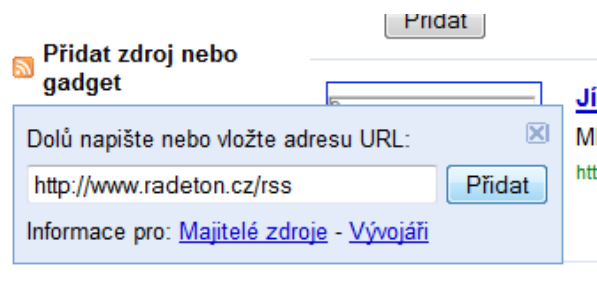 Přidat
Přidat zdroj nebo
gadget
Dolů napište nebo vložte adresu URL:
http://www.radeton.cz/rss
Přidat
Informace pro: Majitelé zdroje - Vývojáři